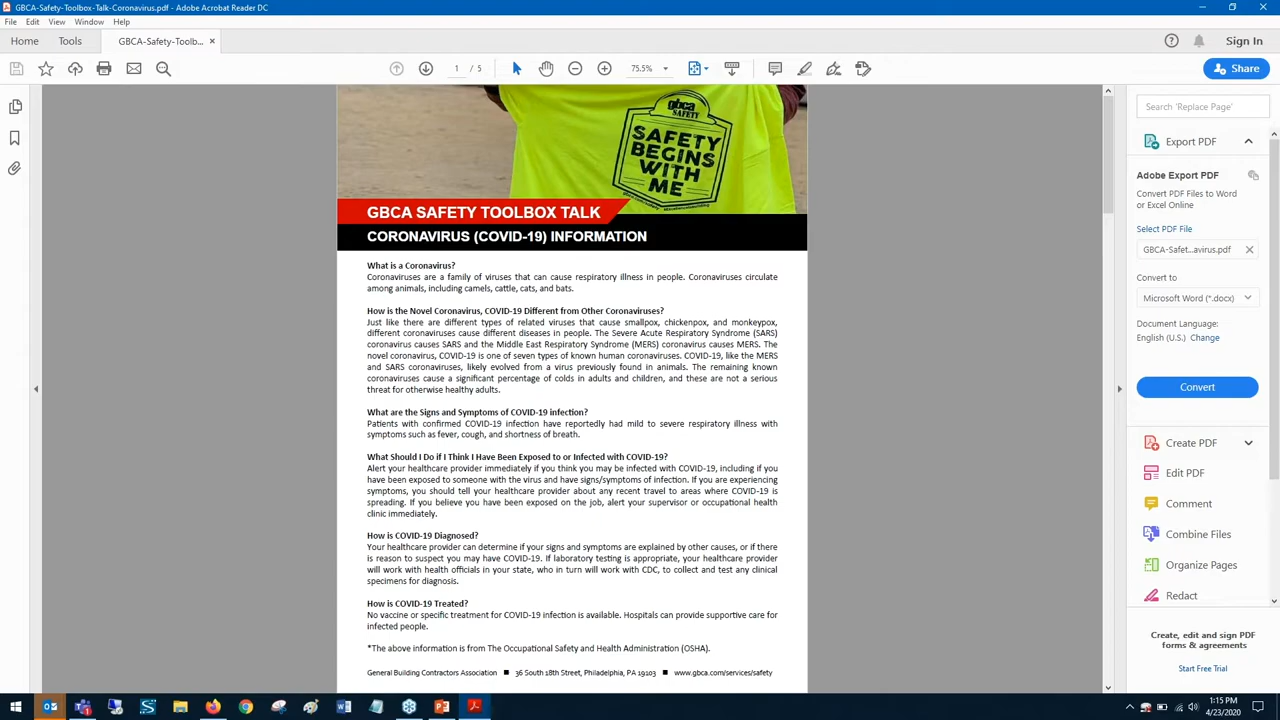 GBCA-Safety-Toolbox-Talk-Coronavirus.pdf - Adobe Acrobat Reader DC
File Edit View Window Help
Home Tools GBCA-Safety-Toolb... × Sign In
1 / 5 75.5% Share
gbca
SAFETY
SAFETY
BEGINS
WITH
ME
GBCA SAFETY TOOLBOX TALK
CORONAVIRUS (COVID-19) INFORMATION
What is a Coronavirus?
Coronaviruses are a family of viruses that can cause respiratory illness in people. Coronaviruses circulate
among animals, including camels, cattle, cats, and bats.
How is the Novel Coronavirus, COVID-19 Different from Other Coronaviruses?
Just like there are different types of related viruses that cause smallpox, chickenpox, and monkeypox,
different coronaviruses cause different diseases in people. The Severe Acute Respiratory Syndrome (SARS)
coronavirus causes SARS and the Middle East Respiratory Syndrome (MERS) coronavirus causes MERS. The
novel coronavirus, COVID-19 is one of seven types of known human coronaviruses. COVID-19, like the MERS
and SARS coronaviruses, likely evolved from a virus previously found in animals. The remaining known
coronaviruses cause a significant percentage of colds in adults and children, and these are not a serious
threat for otherwise healthy adults.
What are the Signs and Symptoms of COVID-19 infection?
Patients with confirmed COVID-19 infection have reportedly had mild to severe respiratory illness with
symptoms such as fever, cough, and shortness of breath.
What Should I Do if I Think I Have Been Exposed to or Infected with COVID-19?
Alert your healthcare provider immediately if you think you may be infected with COVID-19, including if you
have been exposed to someone with the virus and have signs/symptoms of infection. If you are experiencing
symptoms, you should tell your healthcare provider about any recent travel to areas where COVID-19 is
spreading. If you believe you have been exposed on the job, alert your supervisor or occupational health
clinic immediately.
How is COVID-19 Diagnosed?
Your healthcare provider can determine if your signs and symptoms are explained by other causes, or if there
is reason to suspect you may have COVID-19. If laboratory testing is appropriate, your healthcare provider
will work with health officials in your state, who in turn will work with CDC, to collect and test any clinical
specimens for diagnosis.
How is COVID-19 Treated?
No vaccine or specific treatment for COVID-19 infection is available. Hospitals can provide supportive care for
infected people.
*The above information is from The Occupational Safety and Health Administration (OSHA).
General Building Contractors Association ■ 36 South 18th Street, Philadelphia, PA 19103 ■ www.gbca.com/services/safety
Search 'Replace Page'
Export PDF
Adobe Export PDF
Convert PDF Files to Word
or Excel Online
Select PDF File
GBCA-Safet...avirus.pdf ×
Convert to
Microsoft Word (*.docx)
Document Language:
English (U.S.) Change
Convert
Create PDF
Edit PDF
Comment
Combine Files
Organize Pages
Redact
Create, edit and sign PDF
forms & agreements
Start Free Trial
1:15 PM
4/23/2020